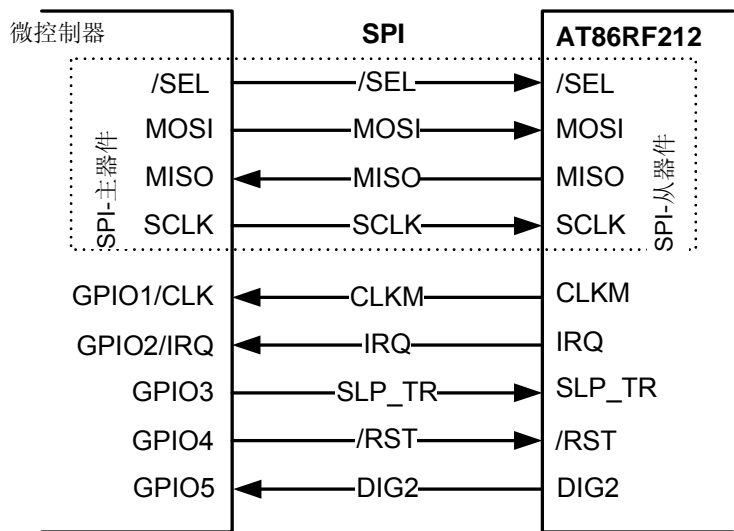 微控制器 SPI AT86RF212
/SEL /SEL /SEL
MOSI MOSI MOSI
MISO MISO MISO
SCLK SCLK SCLK
SPI-主器件
SPI-从器件
GPIO1/CLK CLKM CLKM
GPIO2/IRQ IRQ IRQ
GPIO3 SLP_TR SLP_TR
GPIO4 /RST /RST
GPIO5 DIG2 DIG2